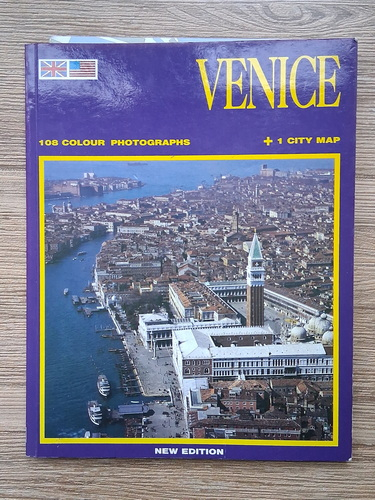 VENICE
108 COLOUR PHOTOGRAPHS
+ 1 CITY MAP
NEW EDITION